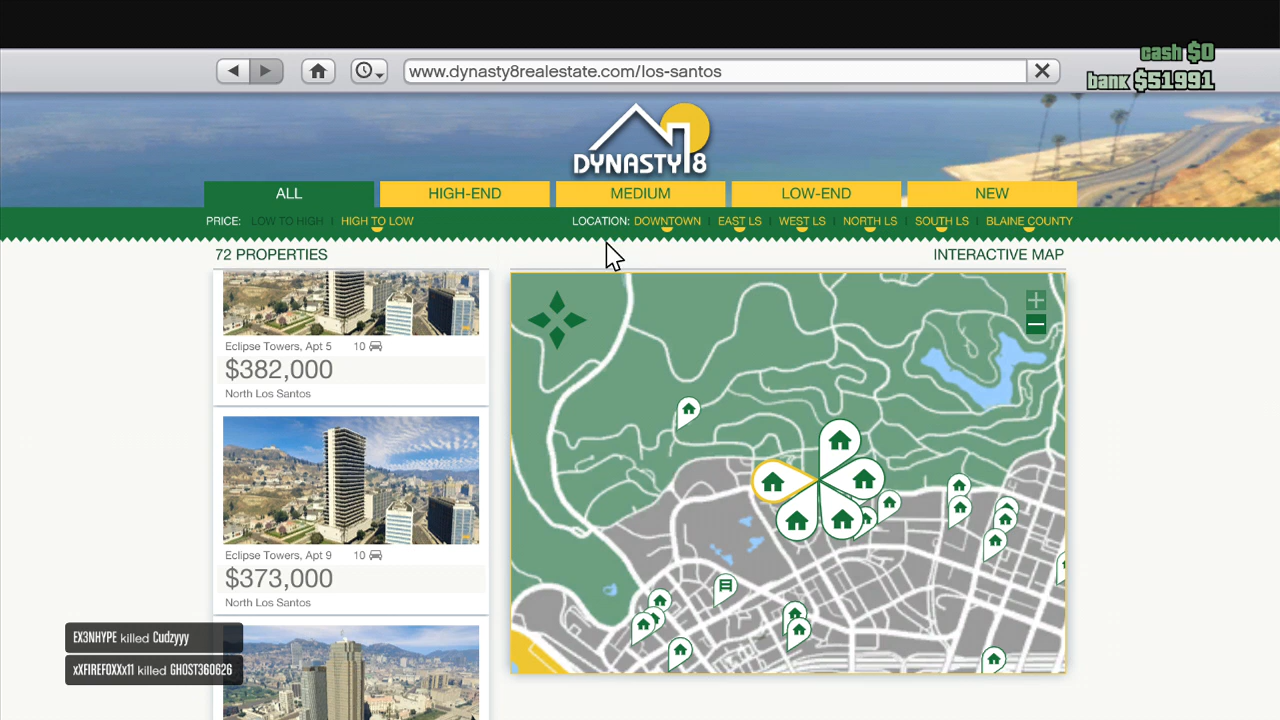 cash $0
www.dynasty8realestate.com/los-santos
bank $51991
DYNASTY 8
ALL HIGH-END MEDIUM LOW-END NEW
PRICE: LOW TO HIGH | HIGH TO LOW LOCATION: DOWNTOWN | EAST LS | WEST LS | NORTH LS | SOUTH LS | BLAINE COUNTY
72 PROPERTIES INTERACTIVE MAP
Eclipse Towers, Apt 5 10
$382,000
North Los Santos
Eclipse Towers, Apt 9 10
$373,000
North Los Santos
EX3NHYPE killed Cudzyyy
xXFIREFOXXx11 killed GHOST360626